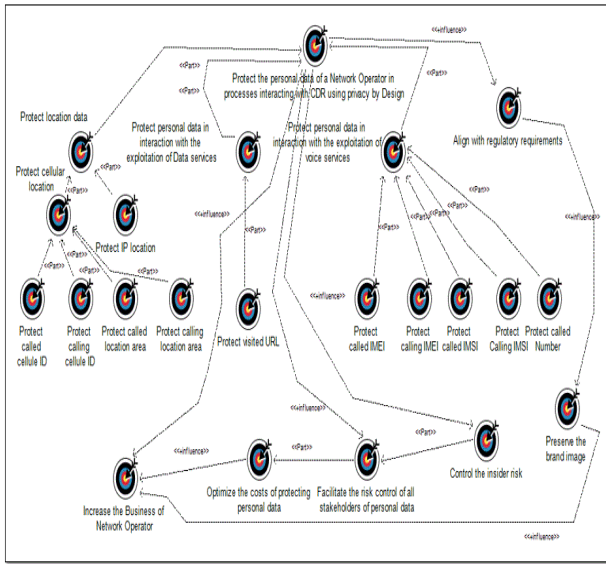 <<+influence>>
<<Part>>
<<Part>>
<<Part>>
Protect the personal data of a Network Operator in
processes interacting with CDR using privacy by Design
<<Part>>
Protect location data
Protect personal data in
interaction with the
exploitation of Data services
Protect personal data in
interaction with the exploitation of
voice services
Align with regulatory requirements
<<Part>>
<<Part>>
Protect cellular
location
<<Part>>
<<Part>>
<<Part>>
<<Part>>
<<+influence>>
Protect IP location
<<+influence>>
<<Part>>
<<Part>>
<<Part>>
<<Part>>
<<Part>>
<<+influence>>
Protect
called
cellule ID
Protect
calling
cellule ID
Protect called
location area
Protect calling
location area
Protect visited URL
Protect
called IMEI
Protect
calling IMEI
Protect
called IMSI
Protect
Calling IMSI
Protect called
Number
<<+influence>>
Preserve the
brand image
<<+influence>>
<<Part>>
<<Part>>
Control the insider risk
Increase the Business of
Network Operator
Optimize the costs of protecting
personal data
Facilitate the risk control of all
stakeholders of personal data
<<+influence>>